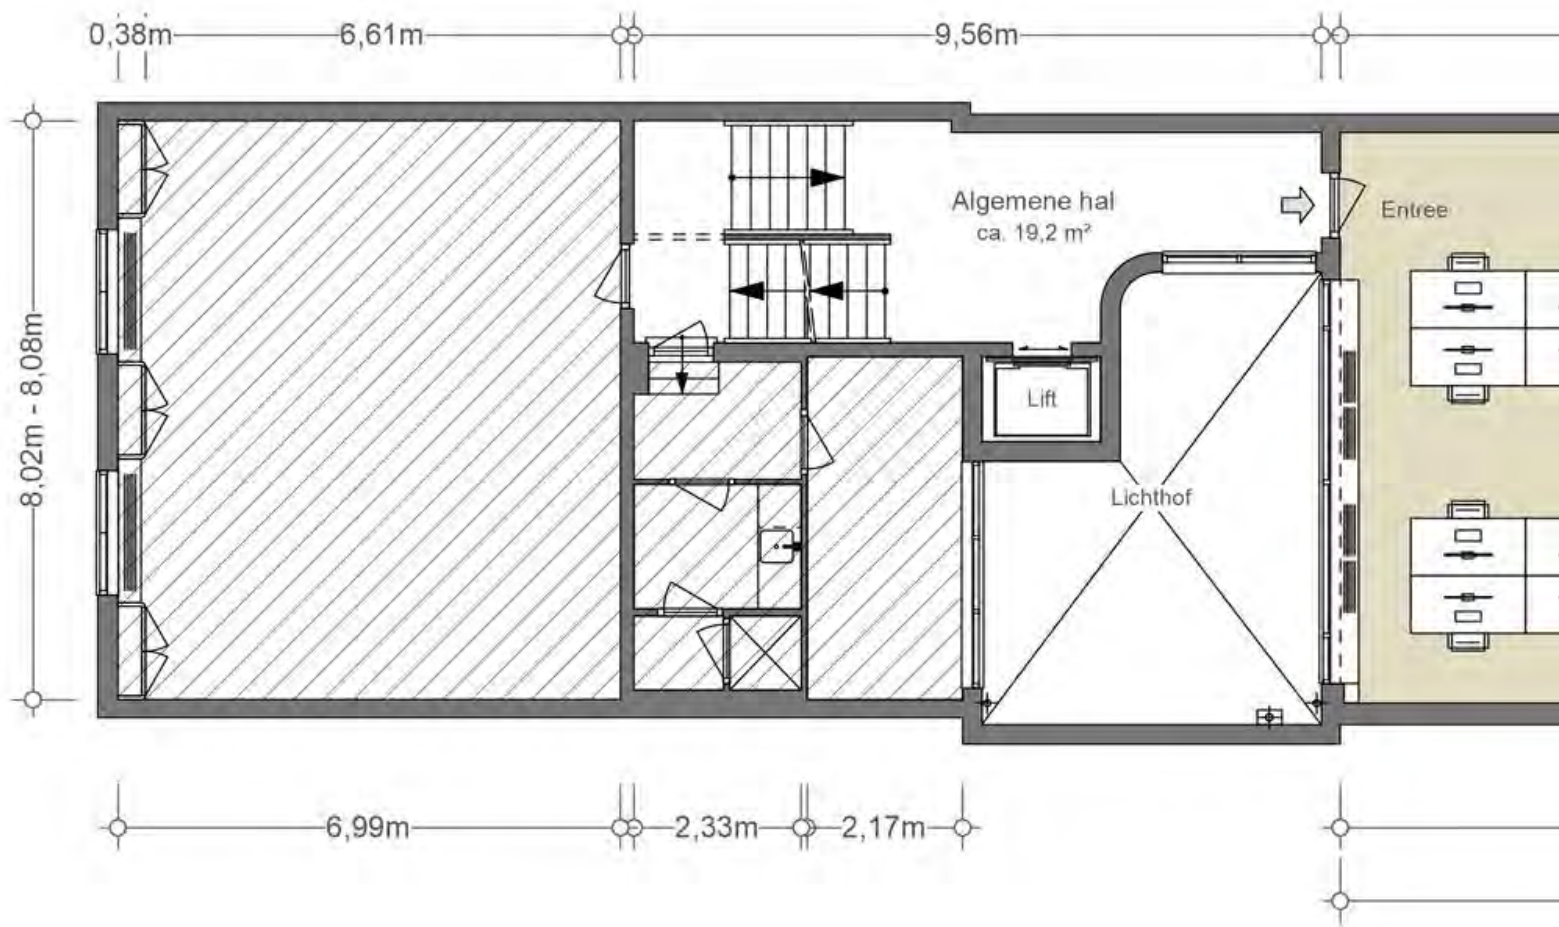 0,38m
6,61m
9,56m
Algemene hal
ca. 19,2 m²
Entree
8,02m - 8,08m
Lift
Lichthof
6,99m
2,33m
2,17m